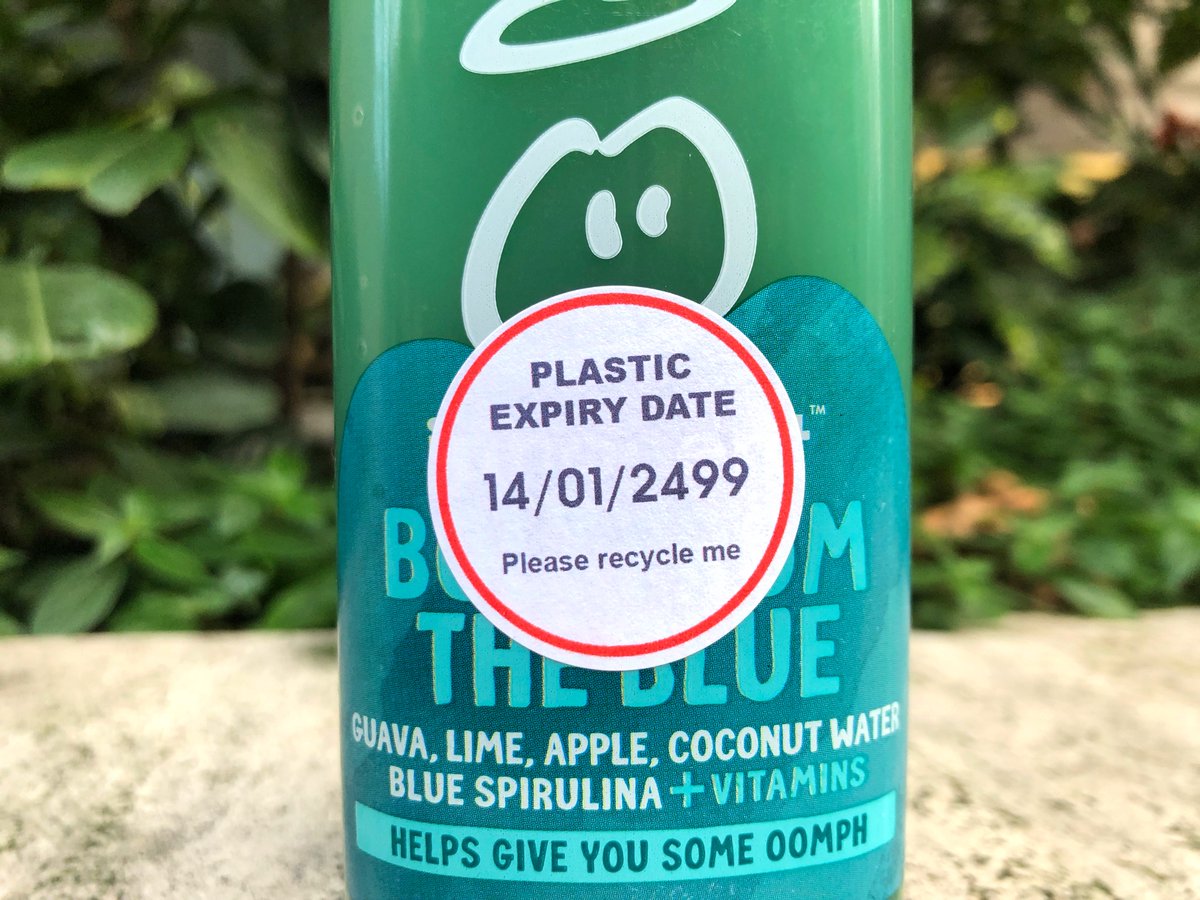 PLASTIC
EXPIRY DATE
14/01/2499
Please recycle me
™
THE BLUE
GUAVA, LIME, APPLE, COCONUT WATER
BLUE SPIRULINA + VITAMINS
HELPS GIVE YOU SOME OOMPH